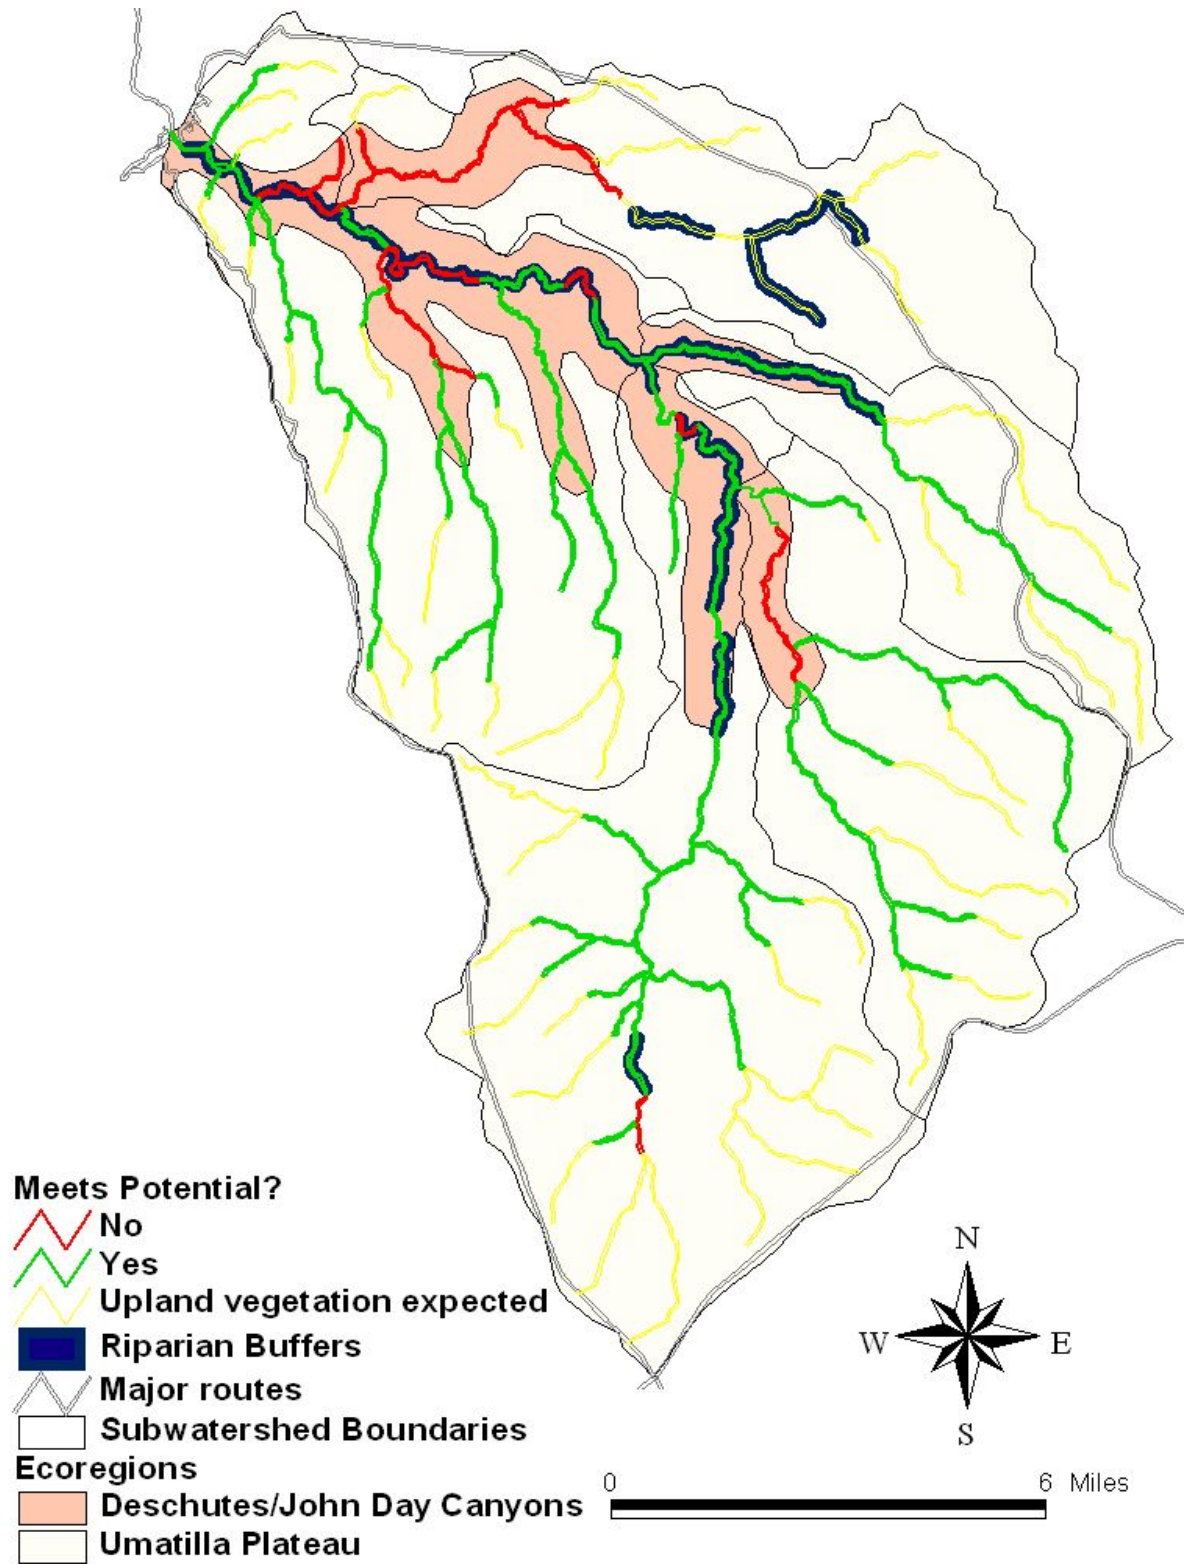 Meets Potential?
No
Yes
Upland vegetation expected
Riparian Buffers
Major routes
Subwatershed Boundaries
Ecoregions
Deschutes/John Day Canyons
Umatilla Plateau
N
W E
S
0 6 Miles